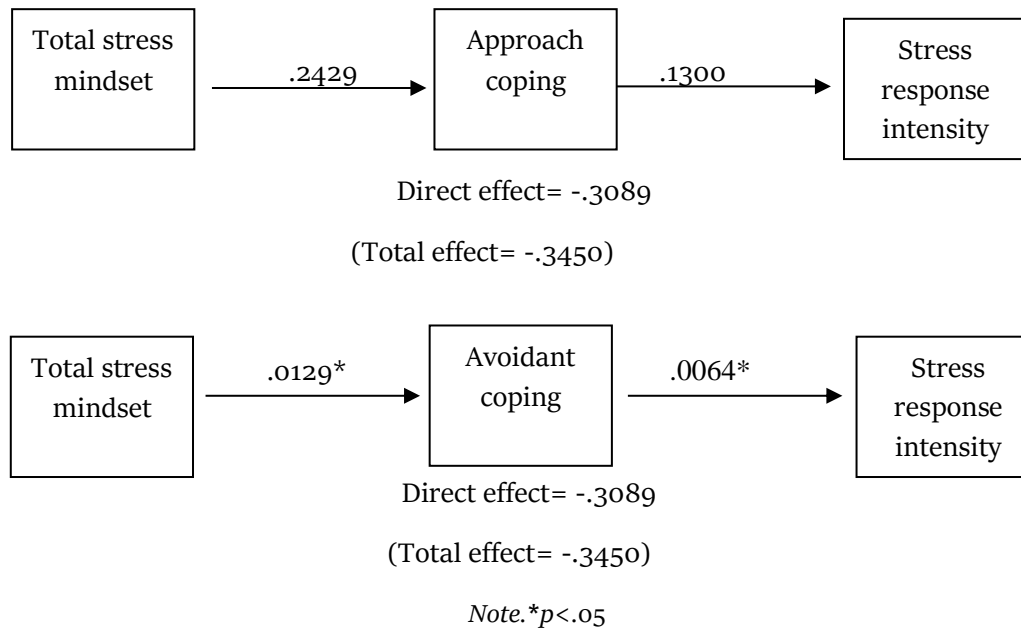 Total stress
mindset
.2429
Approach
coping
.1300
Stress
response
intensity
Direct effect= -.3089
(Total effect= -.3450)
Total stress
mindset
.0129*
Avoidant
coping
.0064*
Stress
response
intensity
Direct effect= -.3089
(Total effect= -.3450)
Note.*p<.05